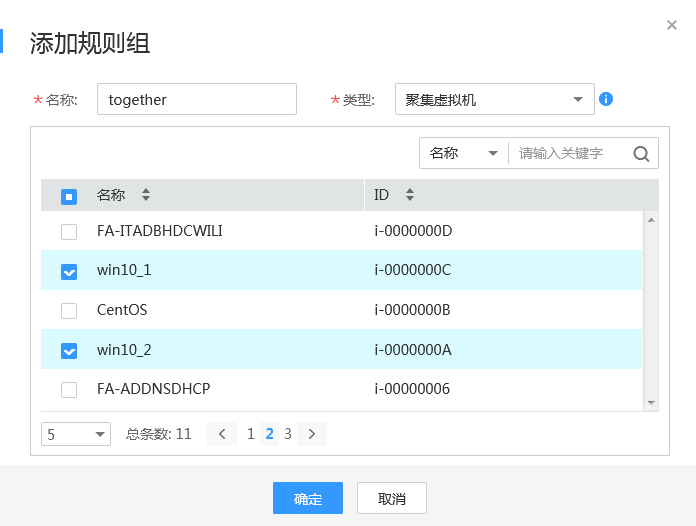 添加规则组
*名称: together *类型: 聚集虚拟机
名称 请输入关键字
名称 ID
FA-ITADBHDCWILI i-0000000D
win10_1 i-0000000C
CentOS i-0000000B
win10_2 i-0000000A
FA-ADDNSDHCP i-00000006
5 总条数: 11 < 1 2 3 >
确定 取消